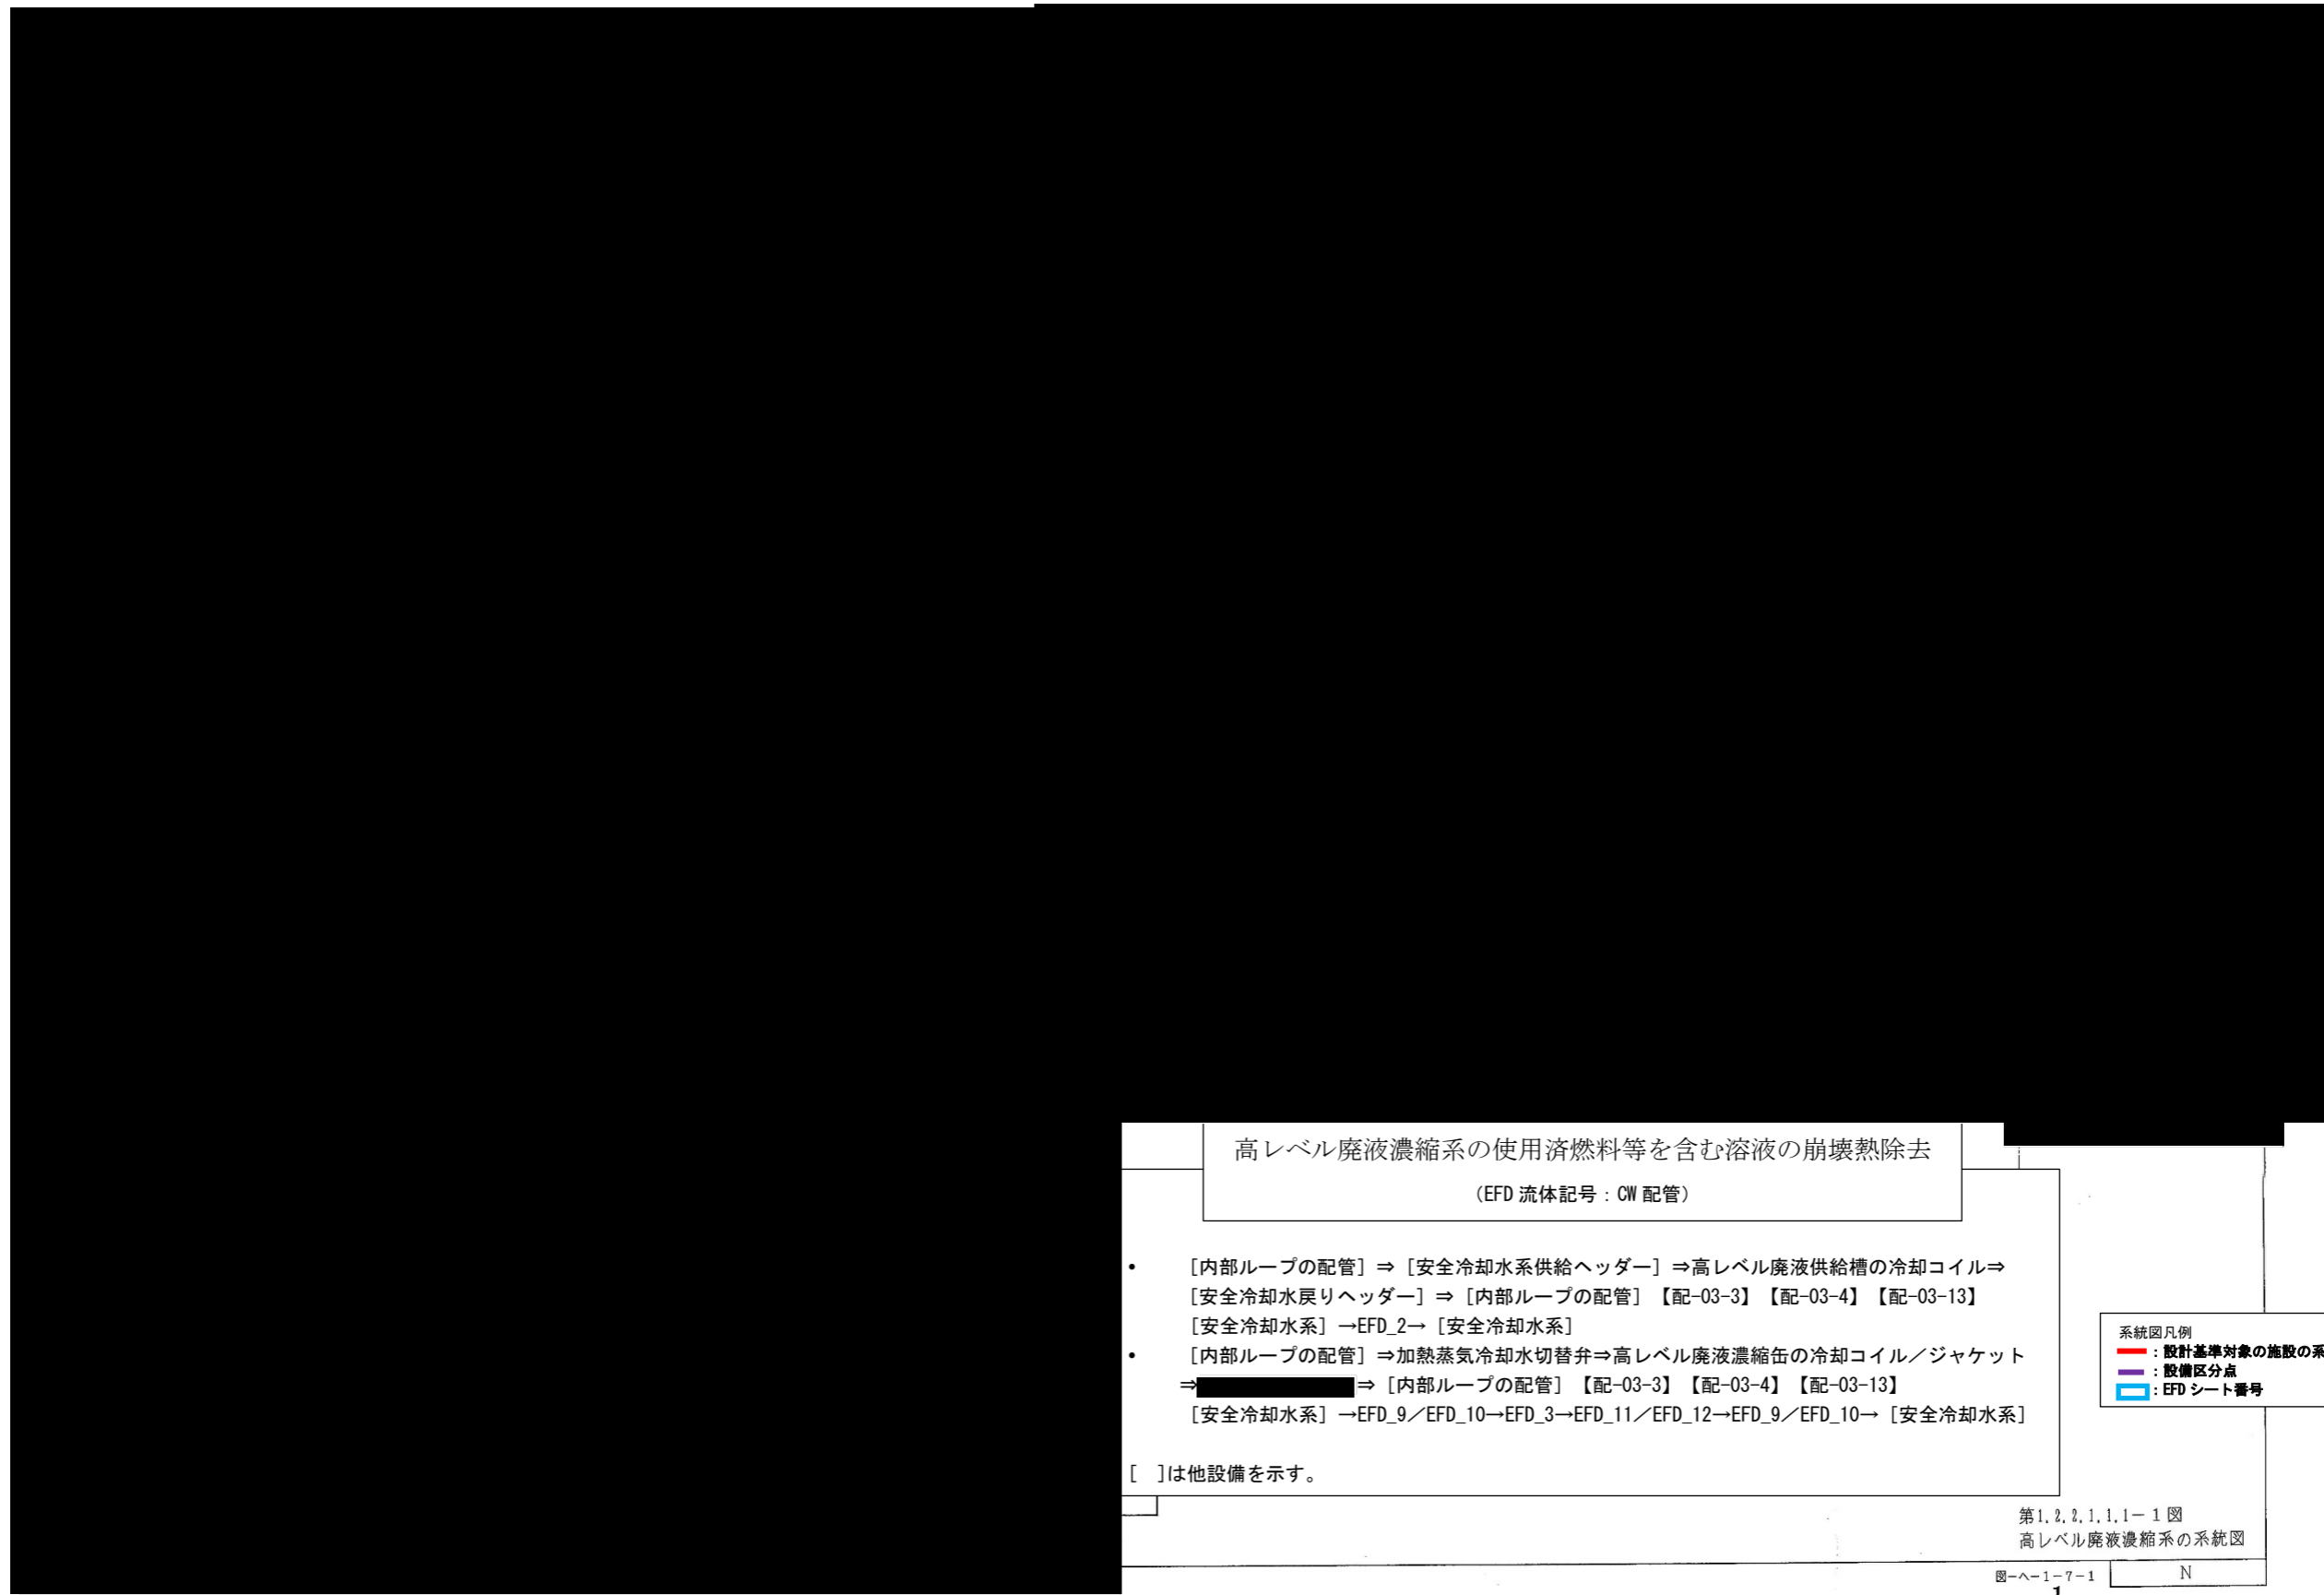 高レベル廃液濃縮系の使用済燃料等を含む溶液の崩壊熱除去
（EFD 流体記号：CW 配管）
• ［内部ループの配管］⇒［安全冷却水系供給ヘッダー］⇒高レベル廃液供給槽の冷却コイル⇒
［安全冷却水戻りヘッダー］⇒［内部ループの配管］【配-03-3】【配-03-4】【配-03-13】
［安全冷却水系］→EFD_2→［安全冷却水系］
• ［内部ループの配管］⇒加熱蒸気冷却水切替弁⇒高レベル廃液濃縮缶の冷却コイル／ジャケット
⇒ ⇒［内部ループの配管］【配-03-3】【配-03-4】【配-03-13】
［安全冷却水系］→EFD_9／EFD_10→EFD_3→EFD_11／EFD_12→EFD_9／EFD_10→［安全冷却水系］
[ ]は他設備を示す。
系統図凡例
：設計基準対象の施設の系
：設備区分点
：EFD シート番号
第1.2.2.1.1.1－1図
高レベル廃液濃縮系の系統図
図-ヘ-1-7-1
N
1